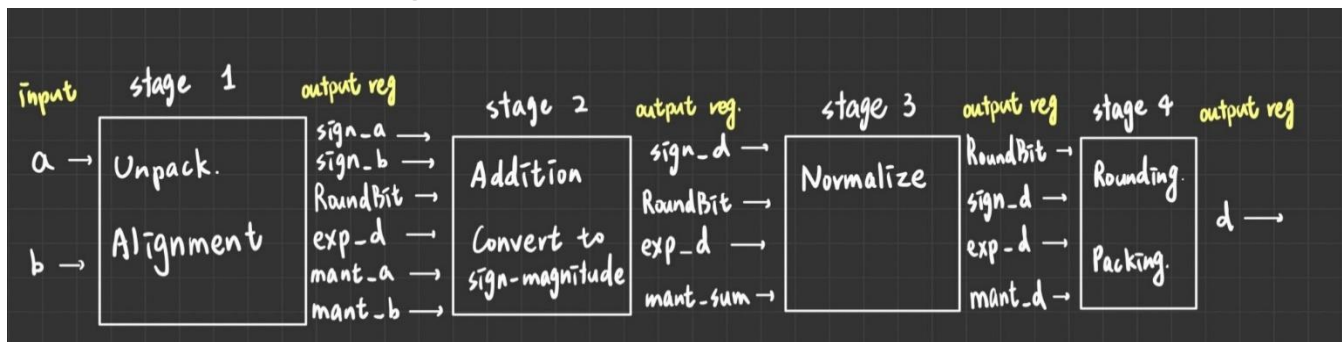 input
a →
b →
stage 1
Unpack.
Alignment
output reg
sign_a →
sign_b →
RoundBit →
exp_d →
mant_a →
mant_b →
stage 2
Addition
Convert to
sign-magnitude
output reg.
sign_d →
RoundBit →
exp_d →
mant_sum →
stage 3
Normalize
output reg
RoundBit →
sign_d →
exp_d →
mant_d →
stage 4
Rounding.
Packing.
output reg
d →